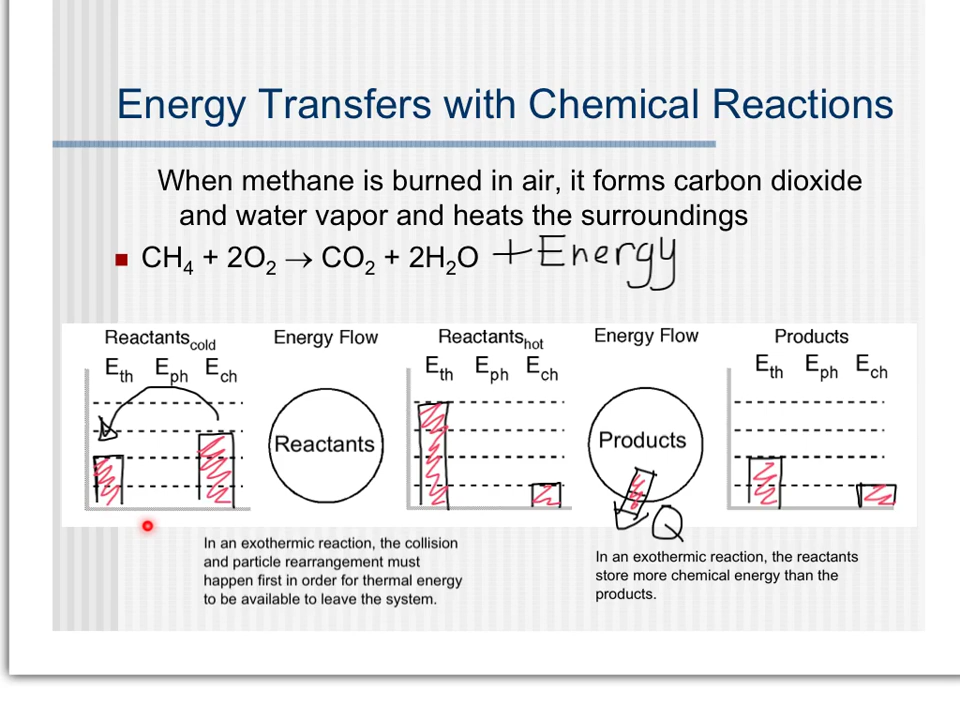 Energy Transfers with Chemical Reactions
When methane is burned in air, it forms carbon dioxide
and water vapor and heats the surroundings
CH₄ + 2O₂ → CO₂ + 2H₂O + Energy
Reactants_cold Energy Flow Reactants_hot Energy Flow Products
E_th E_ph E_ch E_th E_ph E_ch E_th E_ph E_ch
Reactants Products
Q
In an exothermic reaction, the collision
and particle rearrangement must
happen first in order for thermal energy
to be available to leave the system.
In an exothermic reaction, the reactants
store more chemical energy than the
products.